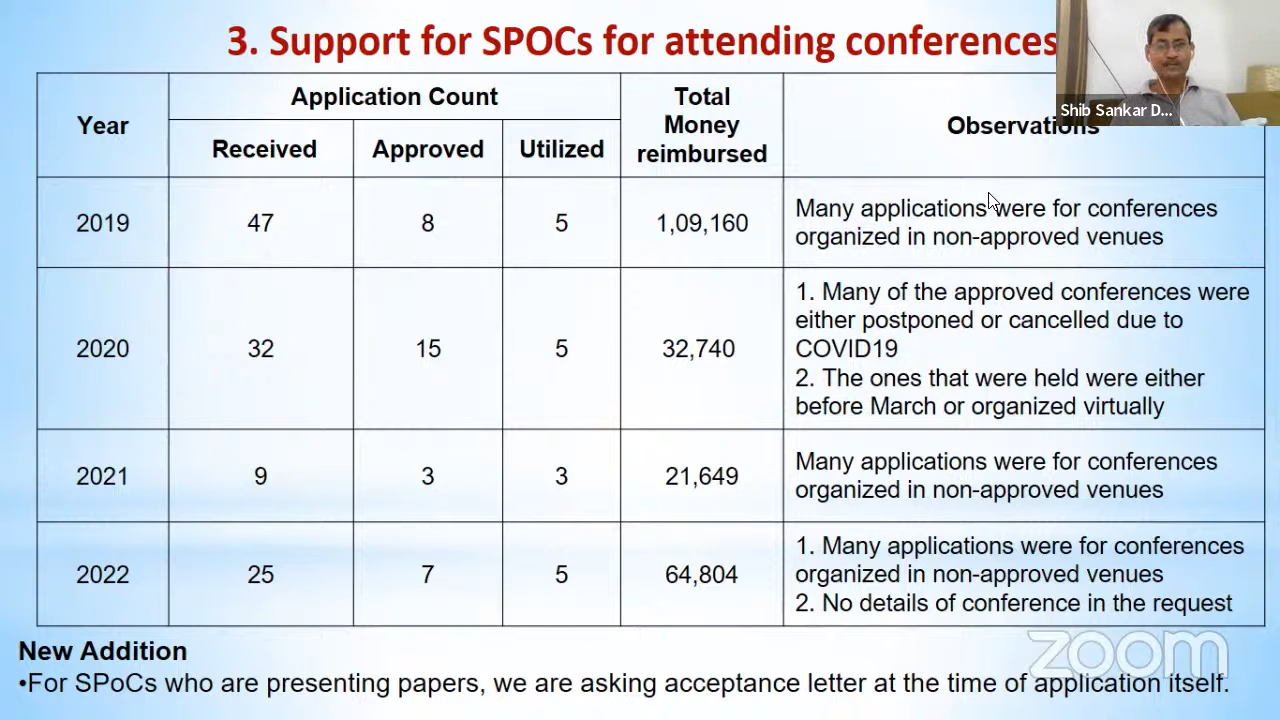 3. Support for SPOCs for attending conferences
Shib Sankar D...
Year
Application Count
Total
Money
reimbursed
Observations
Received
Approved
Utilized
2019
47
8
5
1,09,160
Many applications were for conferences
organized in non-approved venues
2020
32
15
5
32,740
1. Many of the approved conferences were
either postponed or cancelled due to
COVID19
2. The ones that were held were either
before March or organized virtually
2021
9
3
3
21,649
Many applications were for conferences
organized in non-approved venues
2022
25
7
5
64,804
1. Many applications were for conferences
organized in non-approved venues
2. No details of conference in the request
zoom
New Addition
•For SPoCs who are presenting papers, we are asking acceptance letter at the time of application itself.